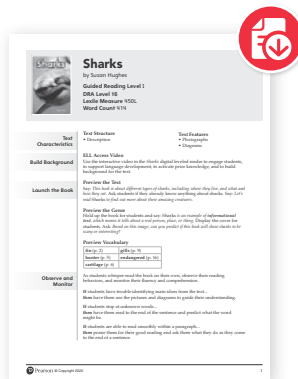 Sharks
Sharks
by Susan Hughes
Guided Reading Level I
DRA Level 18
Lexile Measure 450L
Word Count 474
Text Characteristics
Text Structure
• Description
Text Features
• Photographs
• Diagrams
Build Background
ELL Access Video
Use the interactive video to the Sharks digital leveled reader to engage students,
to support language development, to activate prior knowledge, and to build
background for the text.
Launch the Book
Preview the Text
Say: This book is about different types of sharks, including where they live, and what and
how they eat. Ask students if they already know anything about sharks. Say: Let's
read Sharks to find out more about these amazing creatures.
Preview the Genre
Hold up the book for students and say: Sharks is an example of informational
text, which means it tells about a real person, place, or thing. Display the cover for
students. Ask: Based on this image, can you predict if this book will show sharks to be
scary or interesting?
Preview Vocabulary
fin (p. 2) gills (p. 9)
hunter (p. 5) endangered (p. 16)
cartilage (p. 6)
Observe and
Monitor
As students whisper-read the book on their own, observe their reading
behaviors, and monitor their fluency and comprehension.
If students have trouble identifying main ideas from the text…
then have them use the pictures and diagrams to guide their understanding.
If students stop at unknown words…
then have them read to the end of the sentence and predict what the word
might be.
If students are able to read smoothly within a paragraph…
then praise them for their good reading and ask them what they do as they come
to the end of a sentence.
Pearson © Copyright 2020
1